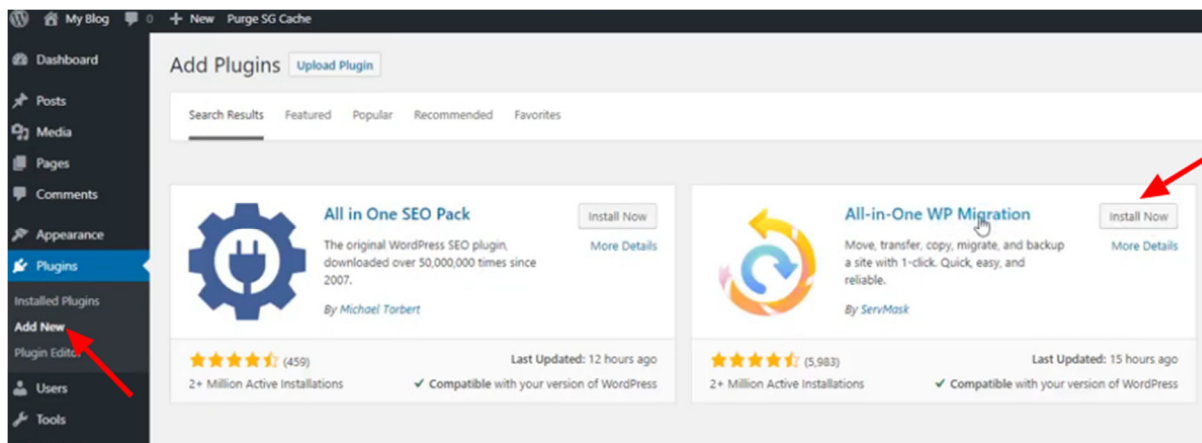 My Blog 0 + New Purge SG Cache
Dashboard
Posts
Media
Pages
Comments
Appearance
Plugins
Installed Plugins
Add New
Plugin Editor
Users
Tools
Add Plugins Upload Plugin
Search Results Featured Popular Recommended Favorites
All in One SEO Pack
Install Now
More Details
The original WordPress SEO plugin,
downloaded over 50,000,000 times since
2007.
By Michael Torbert
(459)
2+ Million Active Installations
Last Updated: 12 hours ago
Compatible with your version of WordPress
All-in-One WP Migration
Install Now
More Details
Move, transfer, copy, migrate, and backup
a site with 1-click. Quick, easy, and
reliable.
By ServMask
(5,983)
2+ Million Active Installations
Last Updated: 15 hours ago
Compatible with your version of WordPress